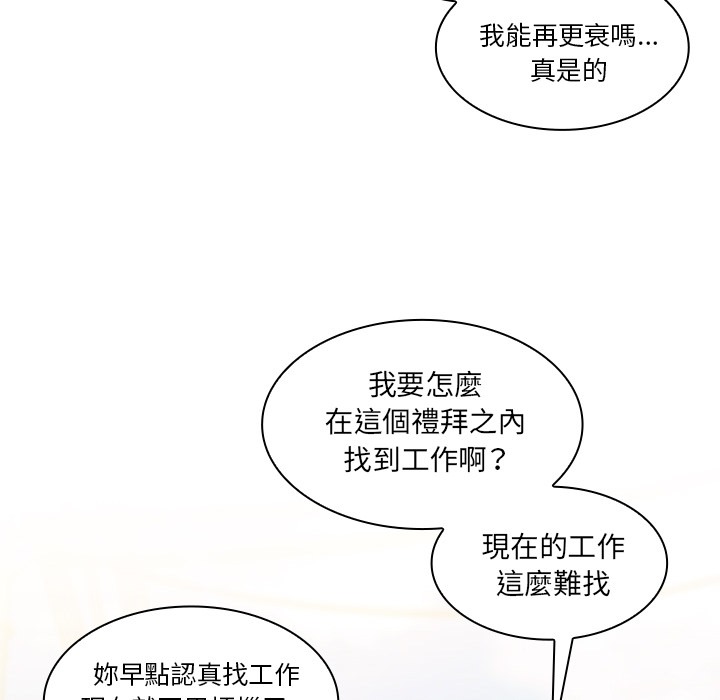 我能再更衰嗎...
真是的
我要怎麼
在這個禮拜之內
找到工作啊？
現在的工作
這麼難找
妳早點認真找工作